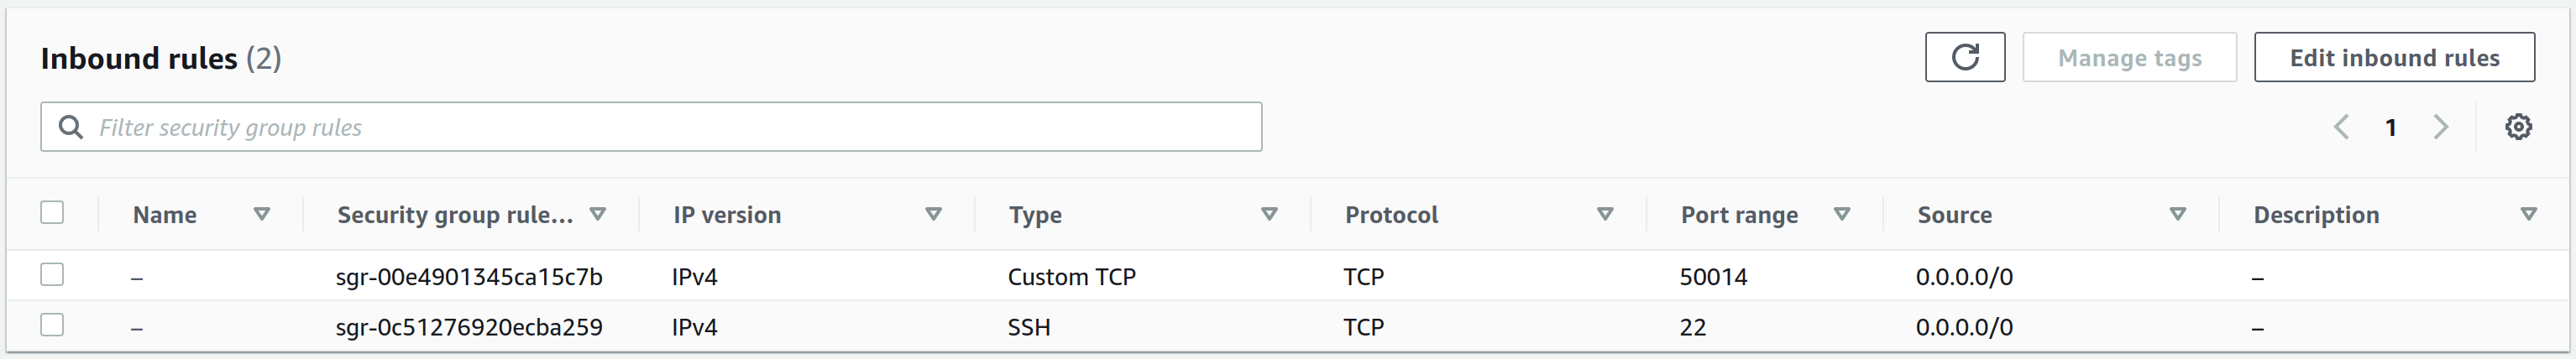 Inbound rules (2)
Manage tags
Edit inbound rules
Filter security group rules
1
Name Security group rule... IP version Type Protocol Port range Source Description
– sgr-00e4901345ca15c7b IPv4 Custom TCP TCP 50014 0.0.0.0/0 –
– sgr-0c51276920ecba259 IPv4 SSH TCP 22 0.0.0.0/0 –